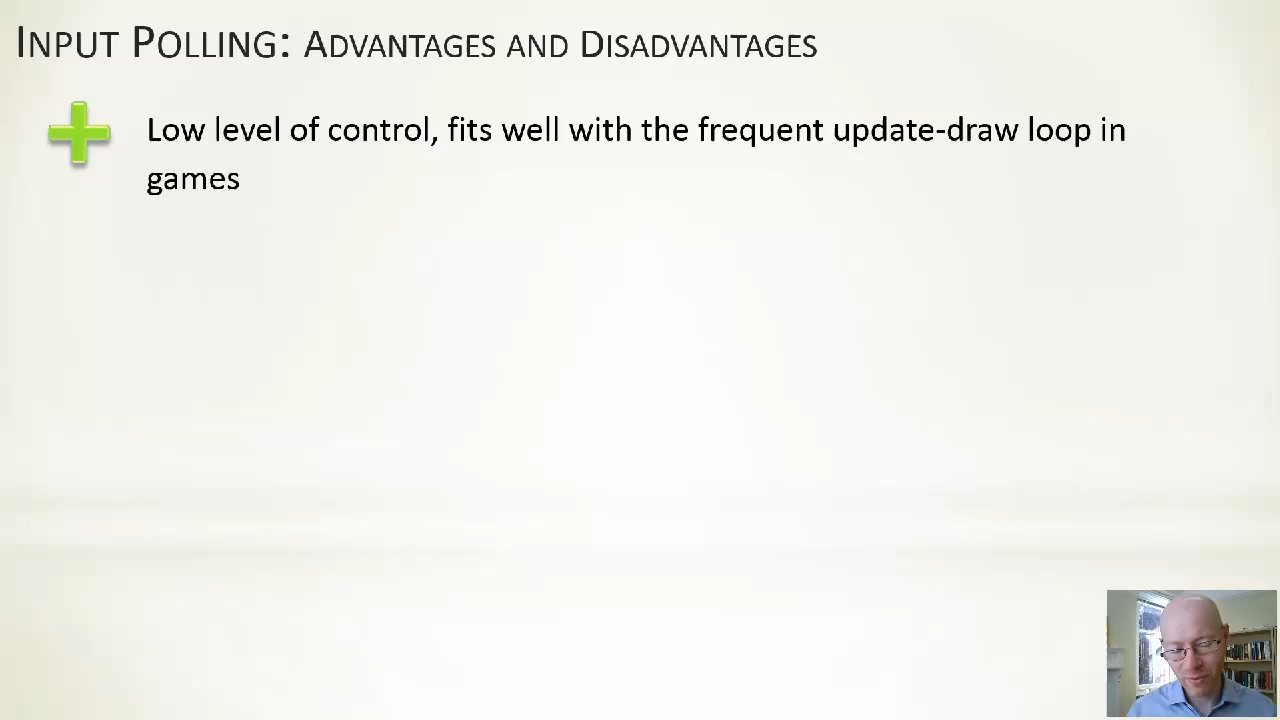 Input Polling: Advantages and Disadvantages
Low level of control, fits well with the frequent update-draw loop in
games